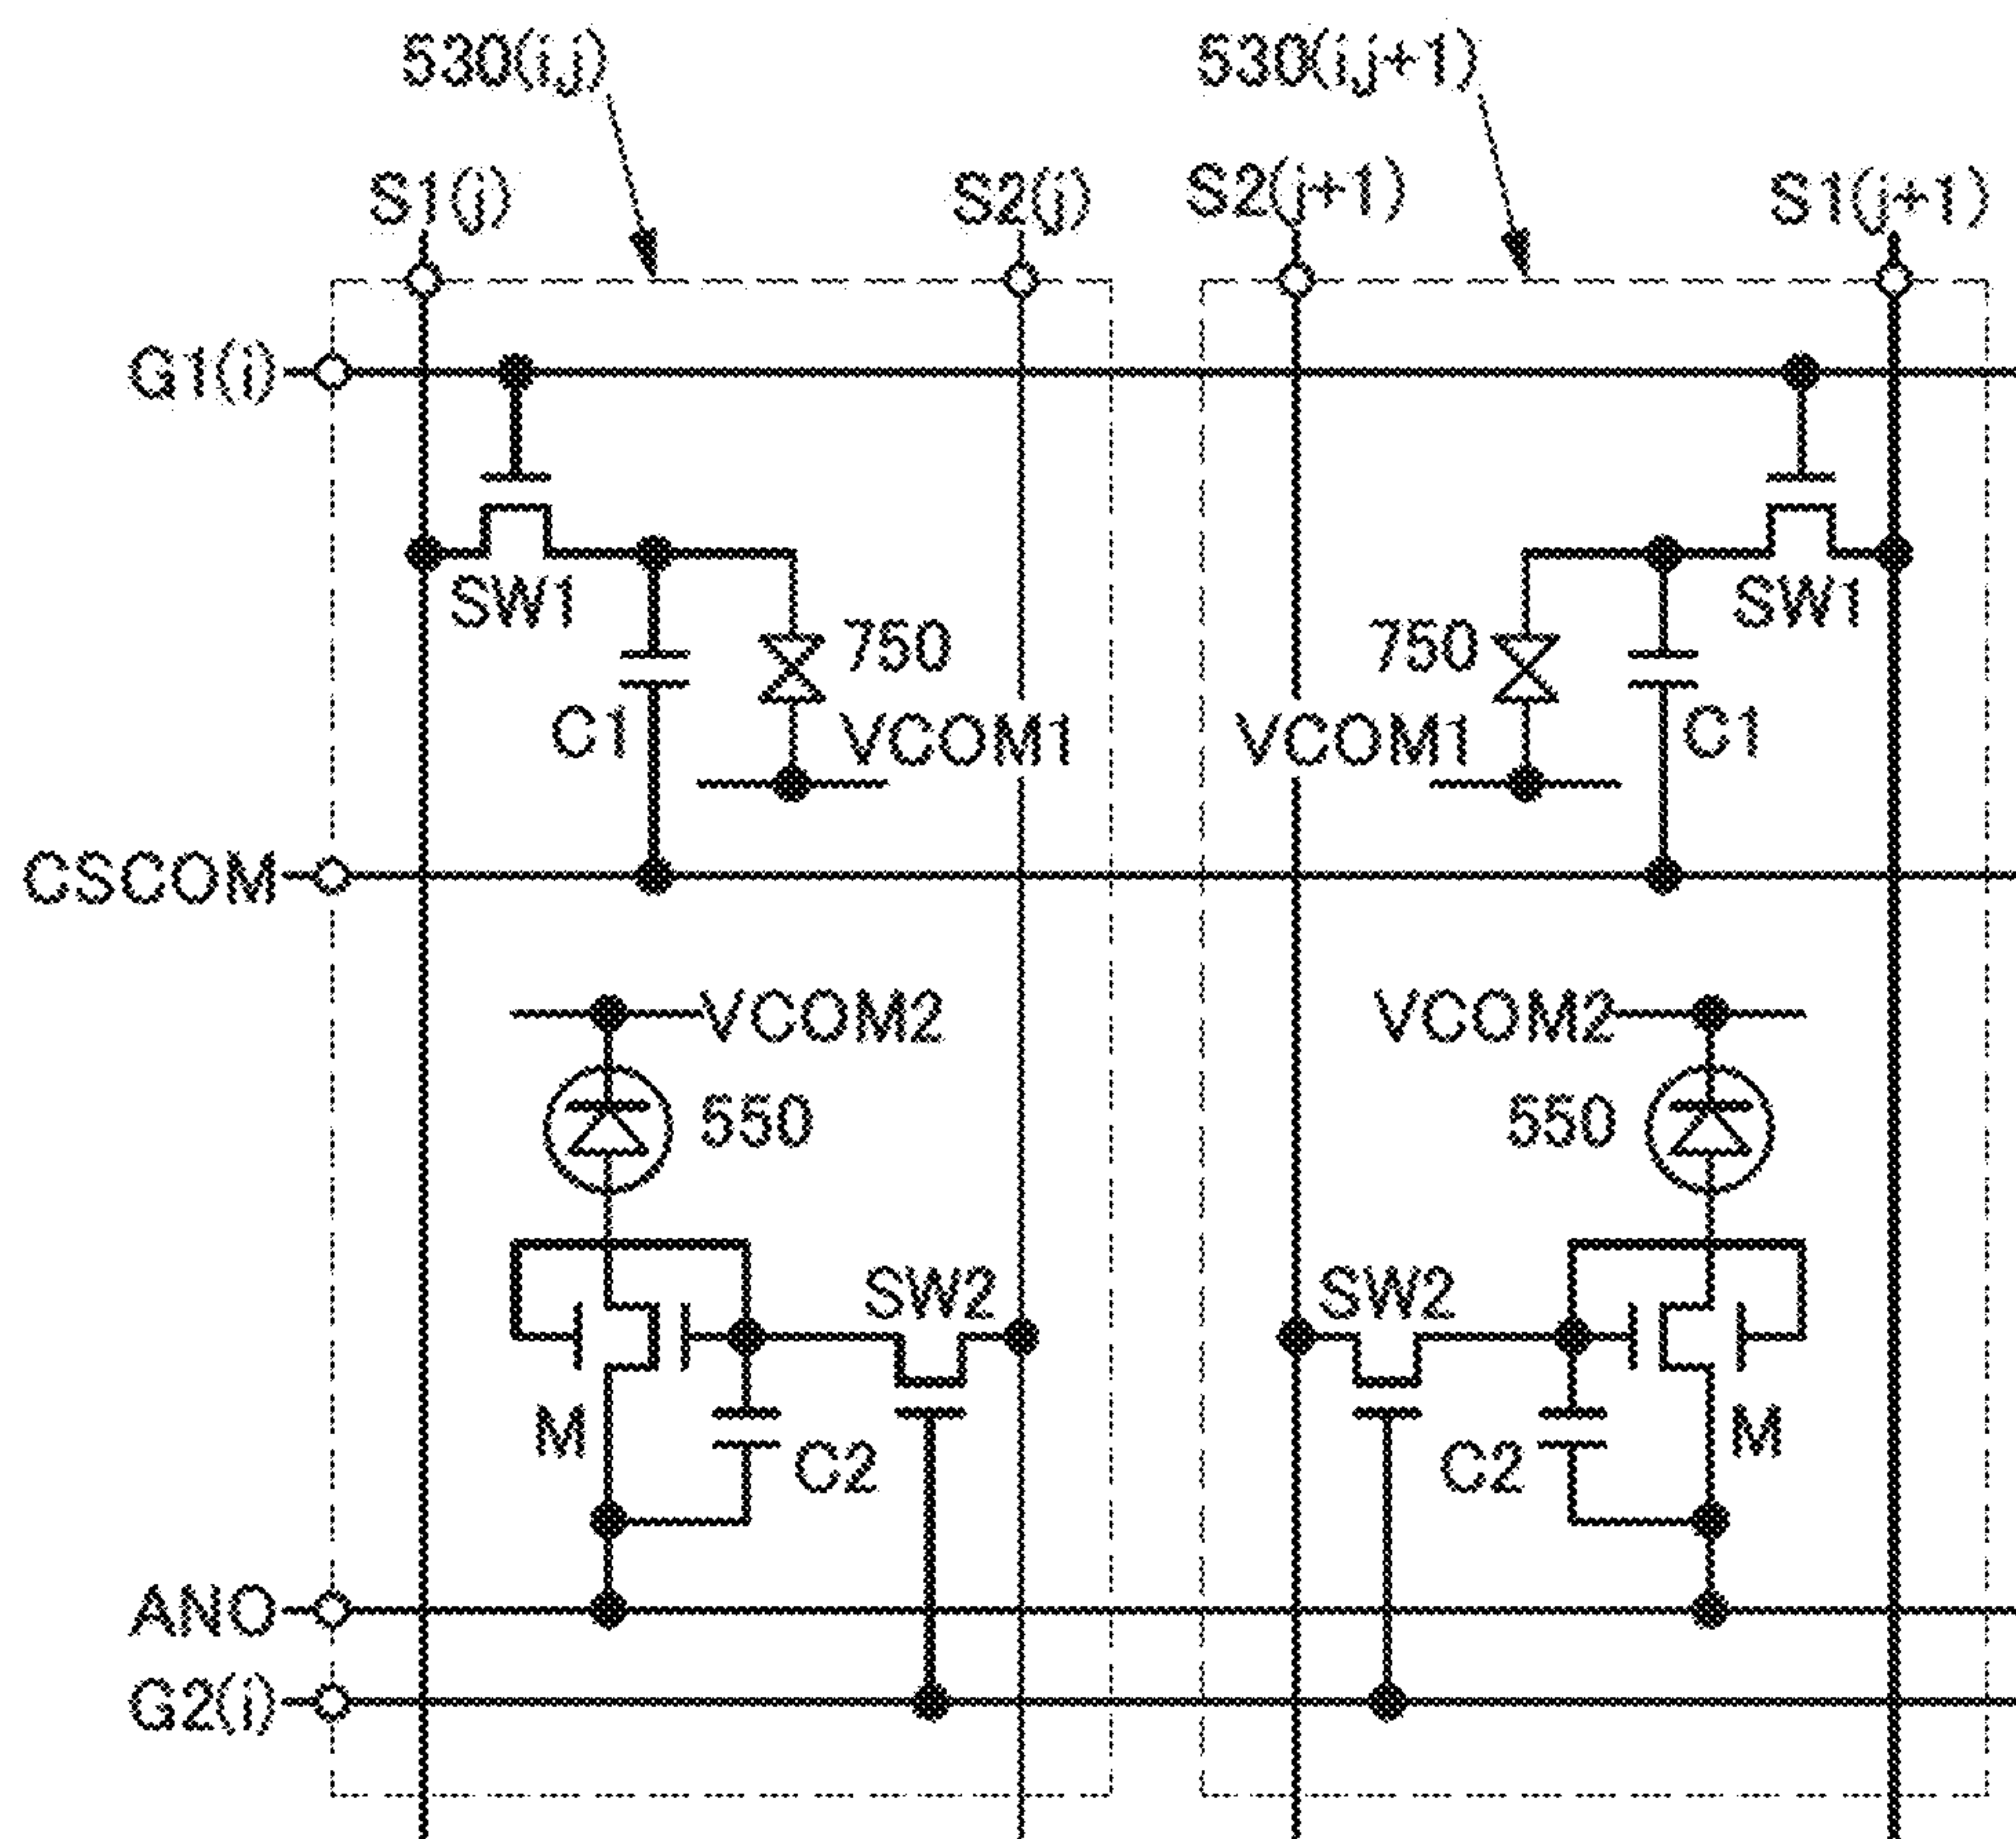 530(i,j) 530(i,j+1)
S1(j) S2(j) S2(j+1) S1(j+1)
G1(i)
SW1 SW1
750 750
C1 VCOM1 VCOM1 C1
CSCOM
VCOM2 VCOM2
550 550
SW2 SW2
M C2 C2 M
ANO
G2(i)